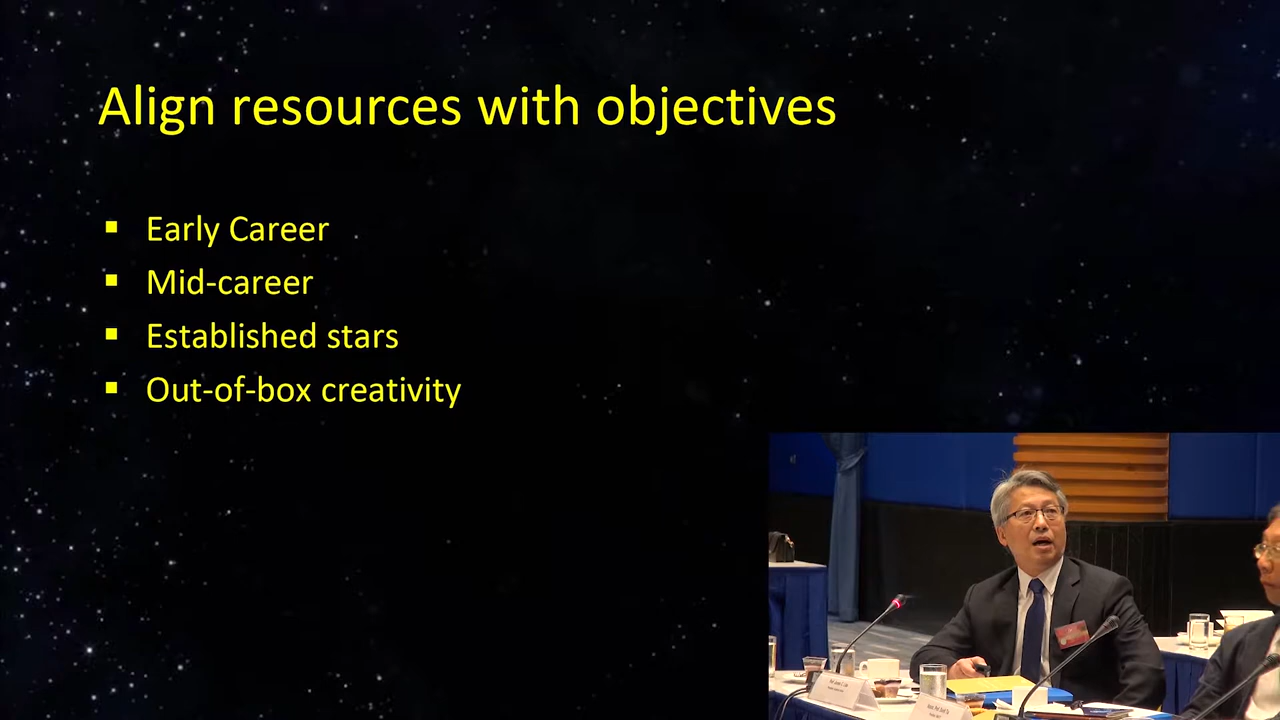 Align resources with objectives
Early Career
Mid-career
Established stars
Out-of-box creativity